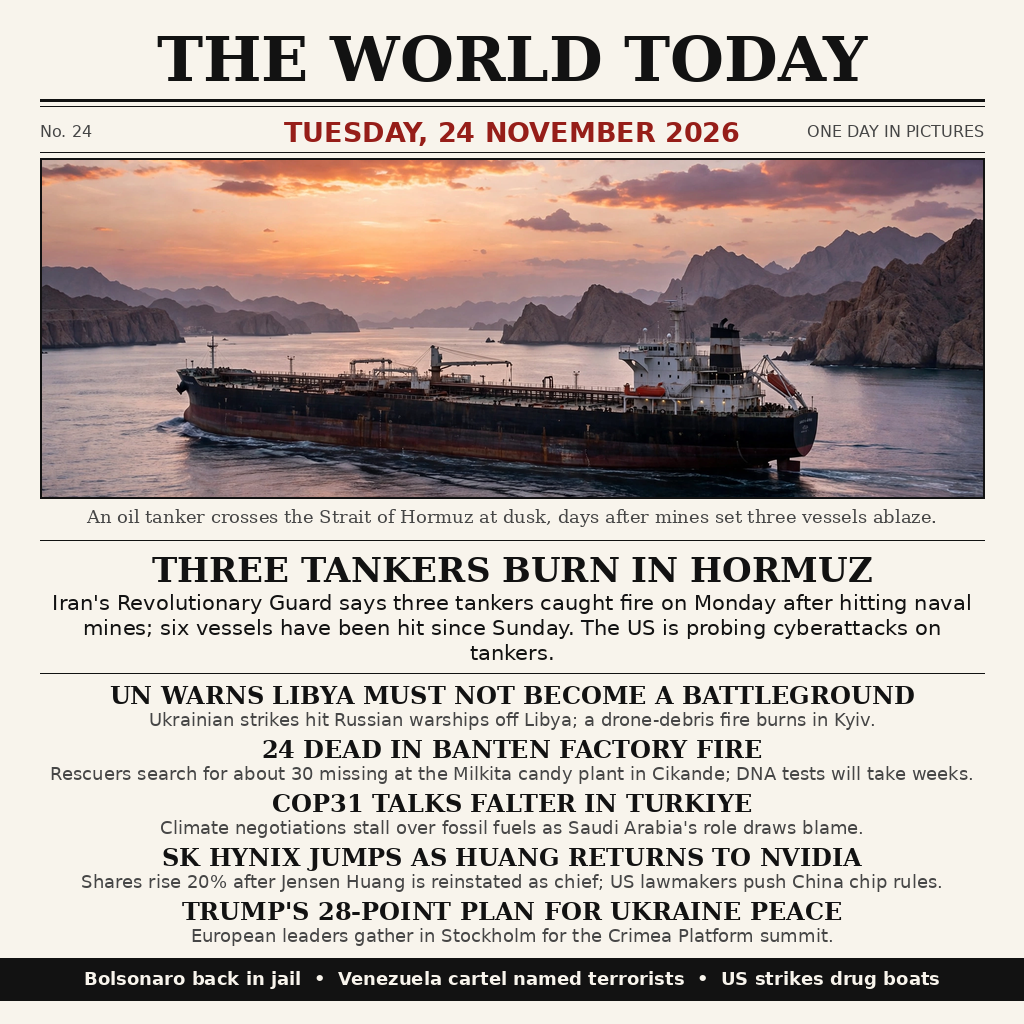 THE WORLD TODAY
No. 24
TUESDAY, 24 NOVEMBER 2026
ONE DAY IN PICTURES
An oil tanker crosses the Strait of Hormuz at dusk, days after mines set three vessels ablaze.
THREE TANKERS BURN IN HORMUZ
Iran's Revolutionary Guard says three tankers caught fire on Monday after hitting naval
mines; six vessels have been hit since Sunday. The US is probing cyberattacks on
tankers.
UN WARNS LIBYA MUST NOT BECOME A BATTLEGROUND
Ukrainian strikes hit Russian warships off Libya; a drone-debris fire burns in Kyiv.
24 DEAD IN BANTEN FACTORY FIRE
Rescuers search for about 30 missing at the Milkita candy plant in Cikande; DNA tests will take weeks.
COP31 TALKS FALTER IN TURKIYE
Climate negotiations stall over fossil fuels as Saudi Arabia's role draws blame.
SK HYNIX JUMPS AS HUANG RETURNS TO NVIDIA
Shares rise 20% after Jensen Huang is reinstated as chief; US lawmakers push China chip rules.
TRUMP'S 28-POINT PLAN FOR UKRAINE PEACE
European leaders gather in Stockholm for the Crimea Platform summit.
Bolsonaro back in jail • Venezuela cartel named terrorists • US strikes drug boats